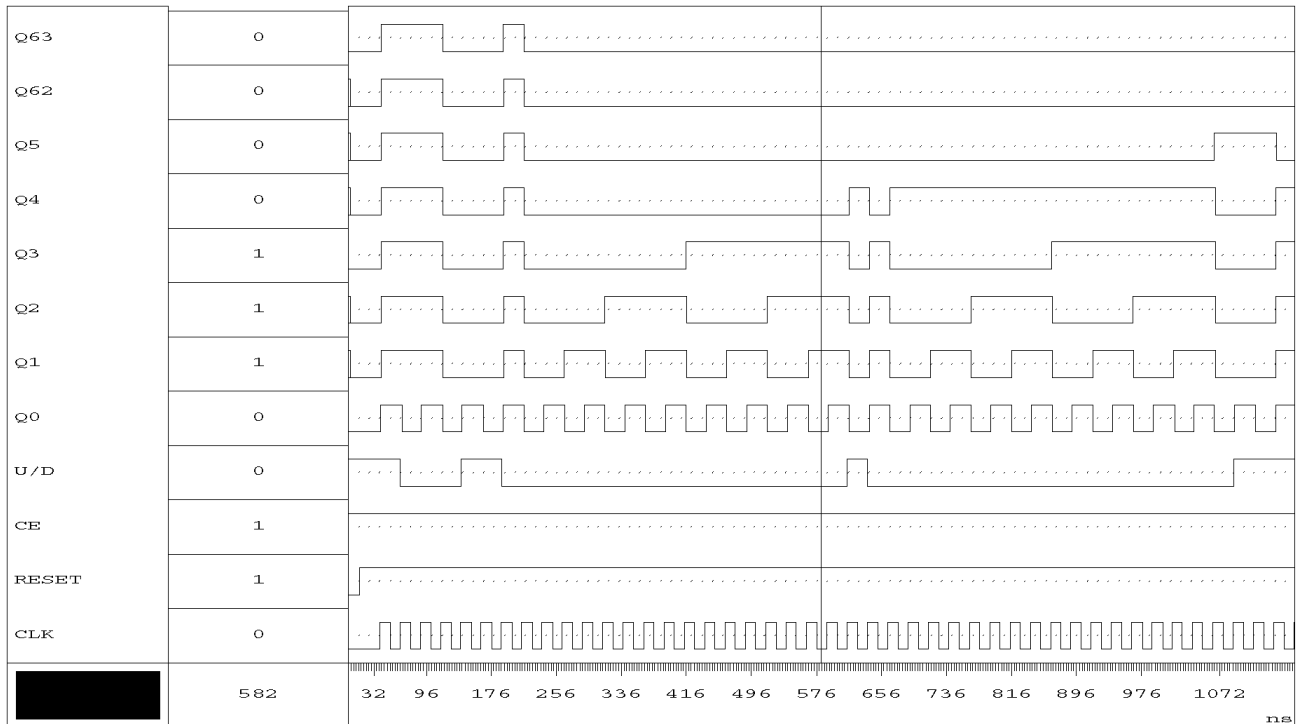 Q63 0
Q62 0
Q5 0
Q4 0
Q3 1
Q2 1
Q1 1
Q0 0
U/D 0
CE 1
RESET 1
CLK 0
582 32 96 176 256 336 416 496 576 656 736 816 896 976 1072
ns